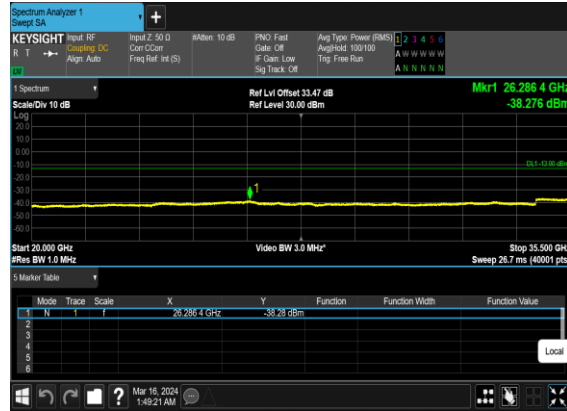 Spectrum Analyzer 1
Swept SA
KEYSIGHT
R T
Input: RF
Coupling: DC
Align: Auto
Input Z: 50 Ω
Corr CCorr
Freq Ref: Int (S)
#Atten: 10 dB
PNO: Fast
Gate: Off
IF Gain: Low
Sig Track: Off
Avg Type: Power (RMS)
Avg|Hold: 100/100
Trig: Free Run
1 2 3 4 5 6
A W W W W W
A N N N N N
1 Spectrum
Scale/Div 10 dB
Ref Lvl Offset 33.47 dB
Ref Level 30.00 dBm
Mkr1 26.286 4 GHz
-38.276 dBm
Log
20.0
10.0
0.00
-10.0
DL1 -13.00 dBm
-20.0
-30.0
1
-40.0
-50.0
-60.0
Start 20.000 GHz
Video BW 3.0 MHz*
Stop 35.500 GHz
#Res BW 1.0 MHz
Sweep 26.7 ms (40001 pts)
5 Marker Table
Mode Trace Scale X Y Function Function Width Function Value
1 N 1 f 26.286 4 GHz -38.28 dBm
2
3
4
5
6
Local
? Mar 16, 2024
1:49:21 AM